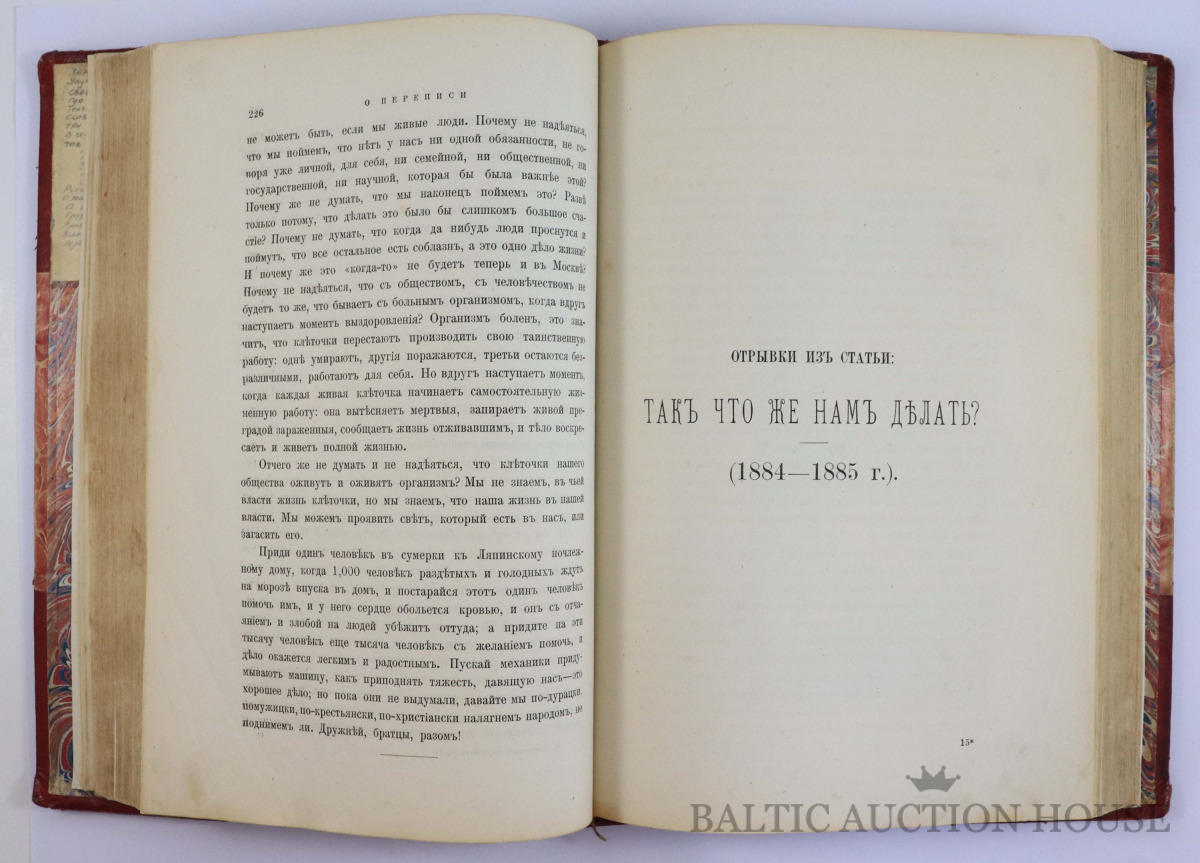 226
О ПЕРЕПИСИ
не можетъ быть, если мы живые люди. Почему не надѣяться,
что мы поймемъ, что нѣтъ у насъ ни одной обязанности, не го-
воря уже личной, для себя, ни семейной, ни общественной, ни
государственной, ни научной, которая бы была важнѣе этой?
Почему же не думать, что мы наконецъ поймемъ это? Развѣ
только потому, что дѣлать это было бы слишкомъ большое сча-
стіе? Почему не думать, что когда да нибудь люди проснутся и
поймутъ, что все остальное есть соблазнъ, а это одно дѣло жизни?
И почему же это «когда-то» не будетъ теперь и въ Москвѣ?
Почему не надѣяться, что съ обществомъ, съ человѣчествомъ не
будетъ то же, что бываетъ съ больнымъ организмомъ, когда вдругъ
наступаетъ моментъ выздоровленія? Организмъ боленъ, это зна-
читъ, что клѣточки перестаютъ производить свою таинственную
работу: однѣ умираютъ, другія поражаются, третьи остаются без-
различными, работаютъ для себя. Но вдругъ наступаетъ моментъ,
когда каждая живая клѣточка начинаетъ самостоятельную жиз-
ненную работу: она вытѣсняетъ мертвыя, запираетъ живой пре-
градой зараженныя, сообщаетъ жизнь отживавшимъ, и тѣло воскре-
саетъ и живетъ полной жизнью.
Отчего же не думать и не надѣяться, что клѣточки нашего
общества оживутъ и оживятъ организмъ? Мы не знаемъ, въ чьей
власти жизнь клѣточки, но мы знаемъ, что наша жизнь въ нашей
власти. Мы можемъ проявить свѣтъ, который есть въ насъ, или
загасить его.
Приди одинъ человѣкъ въ сумерки къ Ляпинскому ночлеж-
ному дому, когда 1,000 человѣкъ раздѣтыхъ и голодныхъ ждутъ
на морозѣ впуска въ домъ, и постарайся этотъ одинъ человѣкъ
помочь имъ, и у него сердце обольется кровью, и онъ съ отча-
яніемъ и злобой на людей убѣжитъ оттуда; а придите на эти
тысячу человѣкъ еще тысяча человѣкъ съ желаніемъ помочь, и
дѣло окажется легкимъ и радостнымъ. Пускай механики приду-
мываютъ машину, какъ приподнять тяжесть, давящую насъ—это
хорошее дѣло; но пока они не выдумали, давайте мы по-дурацки,
помужицки, по-крестьянски, по-христіански налягнемъ народомъ, не
поднимемъ ли. Дружнѣй, братцы, разомъ!
ОТРЫВКИ ИЗЪ СТАТЬИ:
ТАКЪ ЧТО ЖЕ НАМЪ ДѢЛАТЬ?
(1884—1885 г.).
15*
BALTIC AUCTION HOUSE